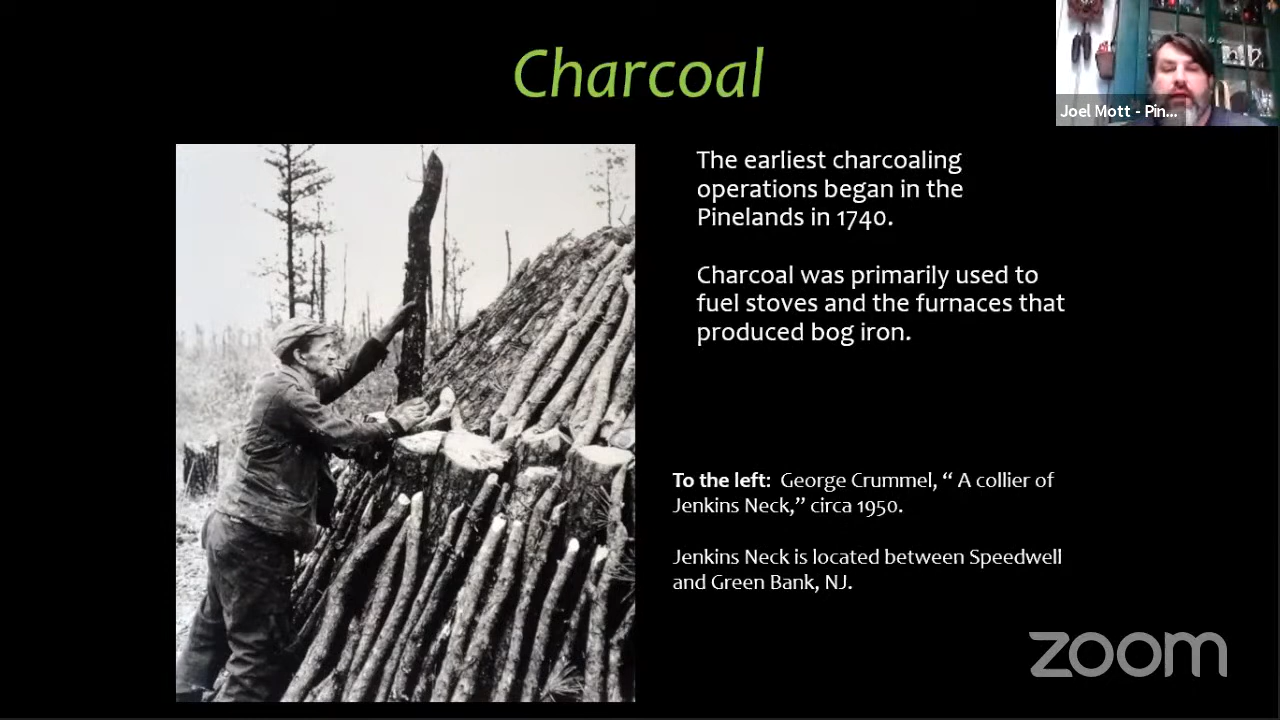 Charcoal
Joel Mott - Pin...
The earliest charcoaling
operations began in the
Pinelands in 1740.
Charcoal was primarily used to
fuel stoves and the furnaces that
produced bog iron.
To the left: George Crummel, “ A collier of
Jenkins Neck,” circa 1950.
Jenkins Neck is located between Speedwell
and Green Bank, NJ.
zoom